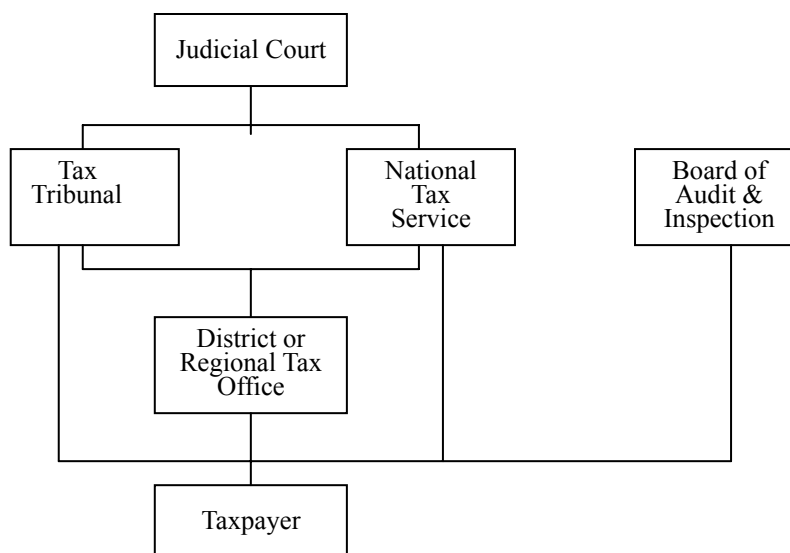 Judicial Court
Tax
Tribunal
National
Tax
Service
Board of
Audit &
Inspection
District or
Regional Tax
Office
Taxpayer